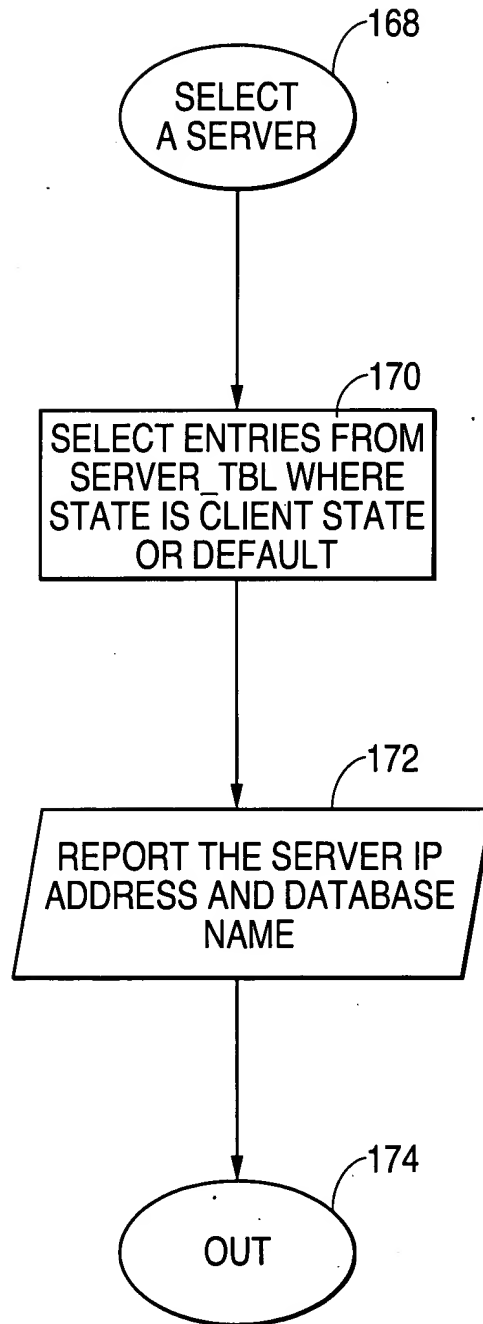 168
SELECT
A SERVER
170
SELECT ENTRIES FROM
SERVER_TBL WHERE
STATE IS CLIENT STATE
OR DEFAULT
172
REPORT THE SERVER IP
ADDRESS AND DATABASE
NAME
174
OUT